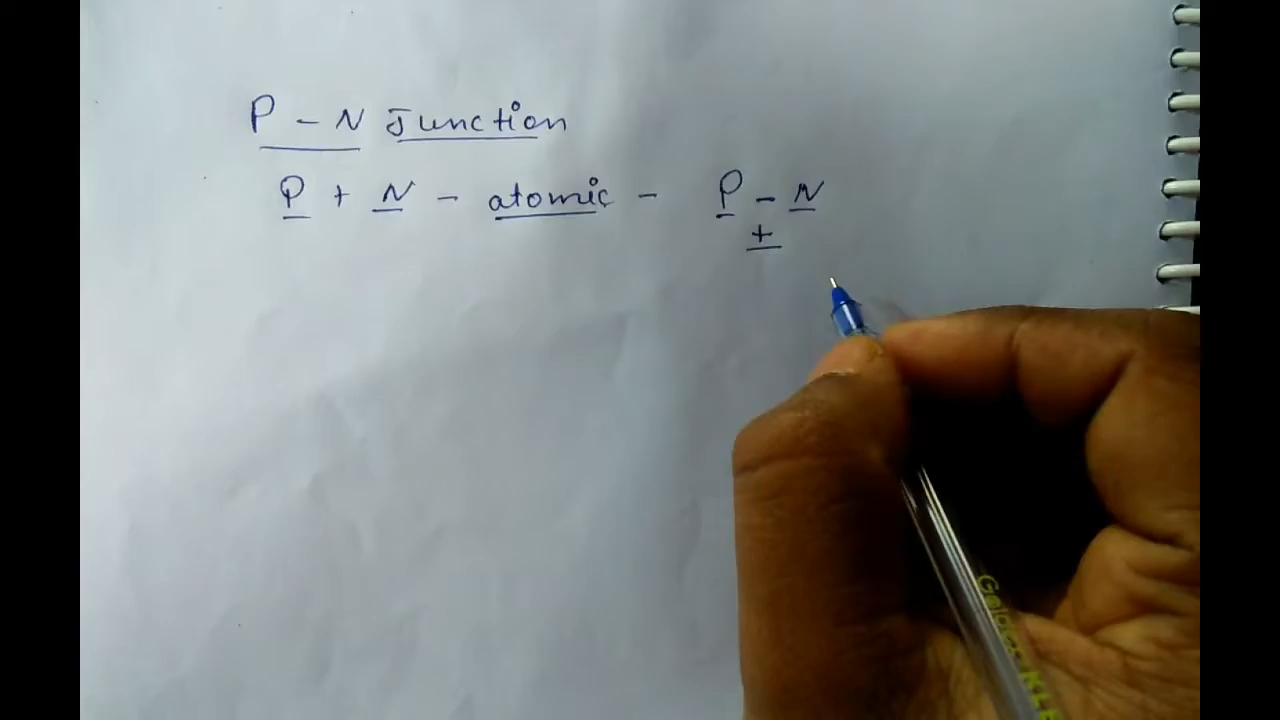 P - N Junction
P + N - atomic - P - N
+